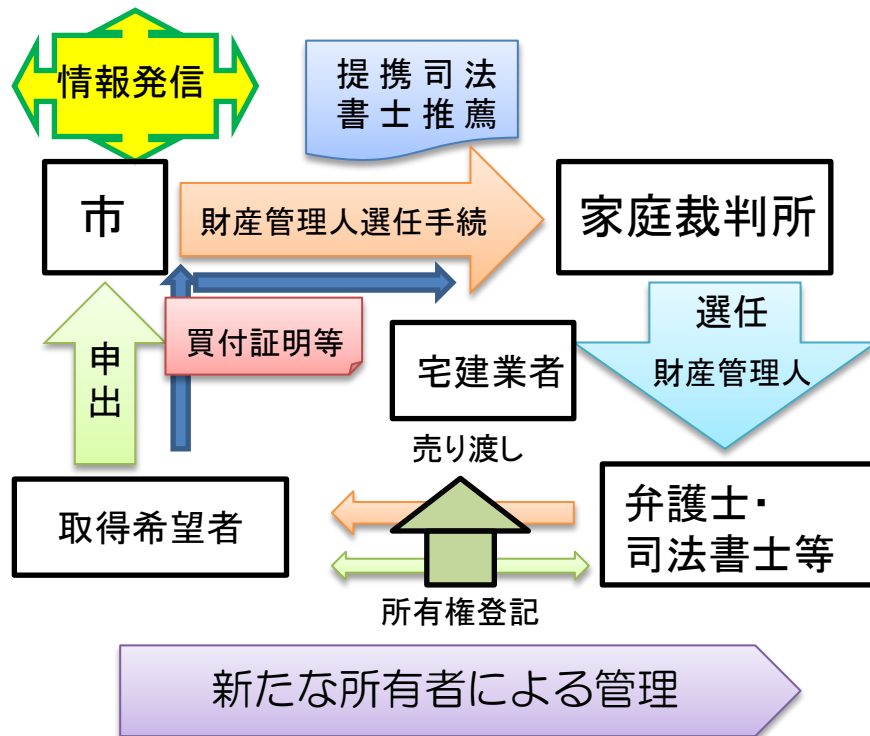 情報発信
提携司法
書士推薦
市
財産管理人選任手続
家庭裁判所
買付証明等
選任
財産管理人
申
出
宅建業者
売り渡し
取得希望者
弁護士・
司法書士等
所有権登記
新たな所有者による管理